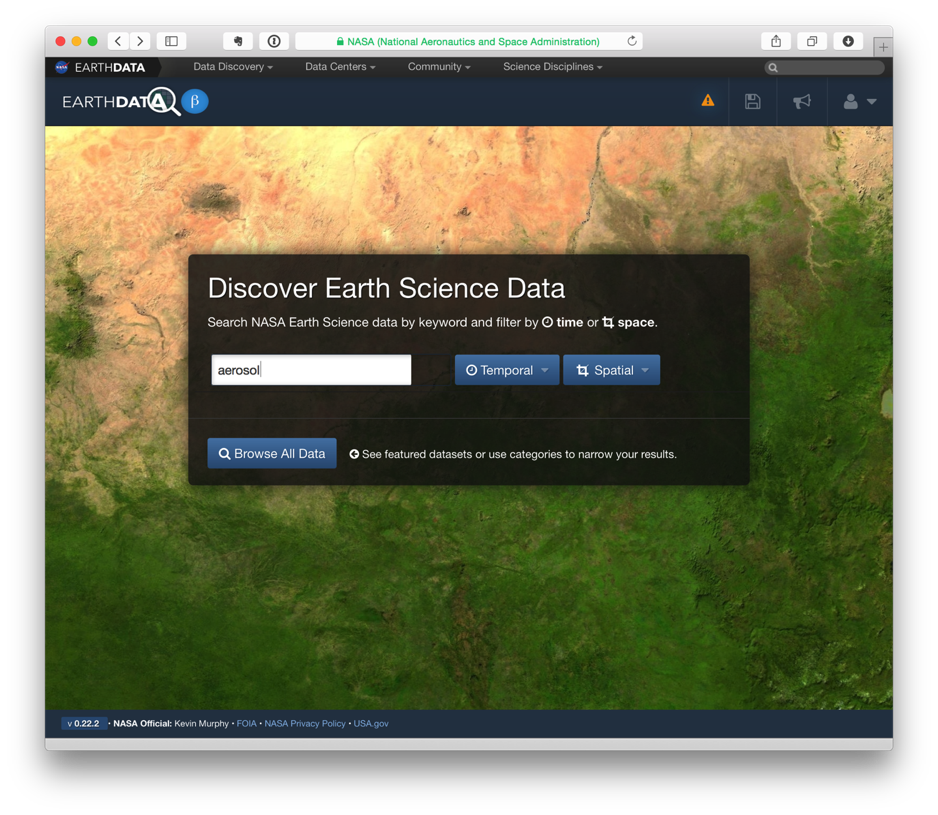 NASA (National Aeronautics and Space Administration)
EARTHDATA Data Discovery Data Centers Community Science Disciplines
EARTHDATA β
Discover Earth Science Data
Search NASA Earth Science data by keyword and filter by time or space.
aerosol Temporal Spatial
Browse All Data See featured datasets or use categories to narrow your results.
v 0.22.2 · NASA Official: Kevin Murphy · FOIA · NASA Privacy Policy · USA.gov